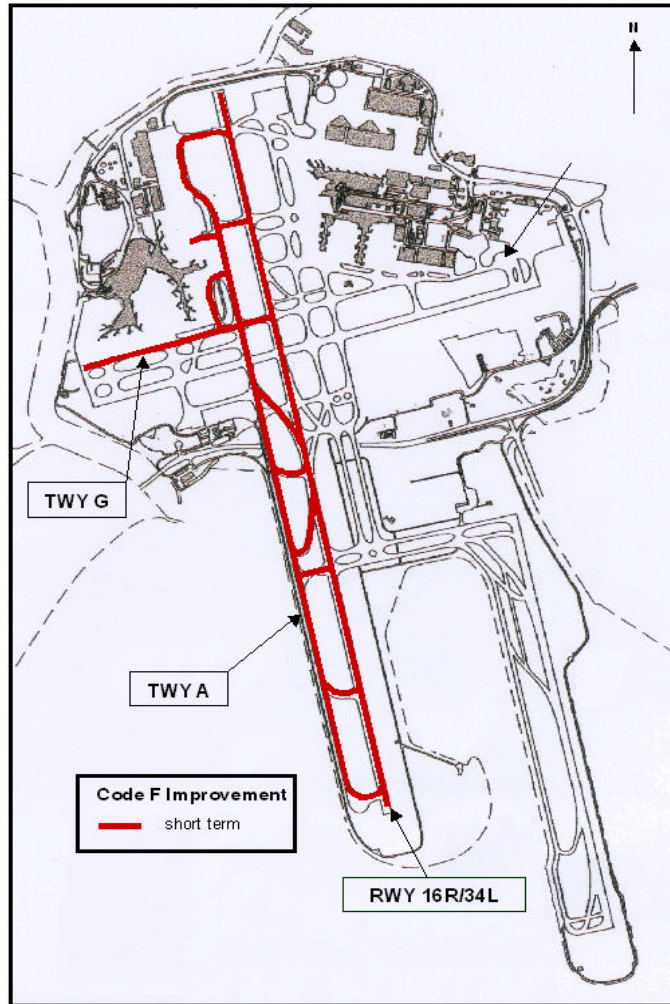 N
TWY G
TWY A
Code F Improvement
short term
RWY 16R/34L